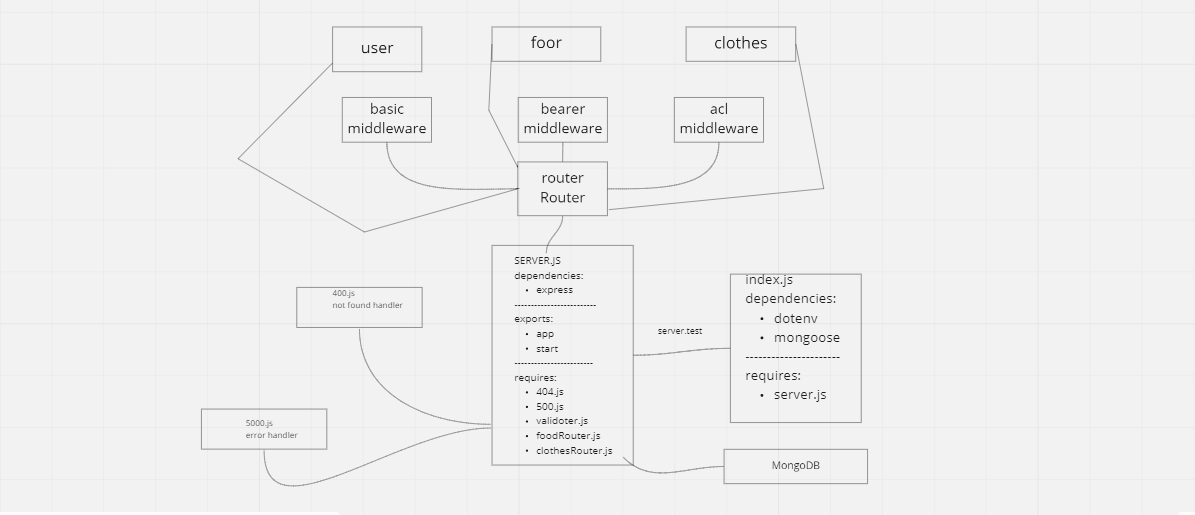 user
foor
clothes
basic
middleware
bearer
middleware
acl
middleware
router
Router
SERVER.JS
dependencies:
• express
-------------------------
exports:
• app
• start
------------------------
requires:
• 404.js
• 500.js
• validoter.js
• foodRouter.js
• clothesRouter.js
400.js
not found handler
5000.js
error handler
server.test
index.js
dependencies:
• dotenv
• mongoose
----------------------
requires:
• server.js
MongoDB